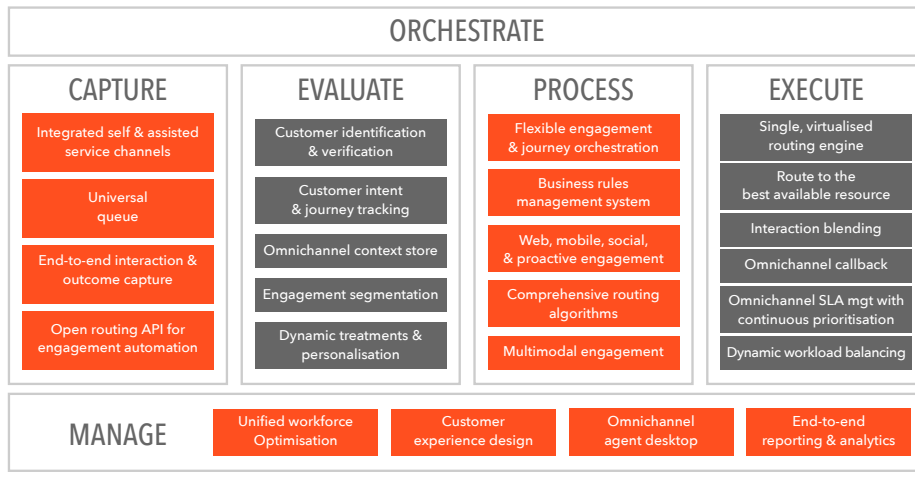 ORCHESTRATE
CAPTURE
Integrated self & assisted
service channels
Universal
queue
End-to-end interaction &
outcome capture
Open routing API for
engagement automation
EVALUATE
Customer identification
& verification
Customer intent
& journey tracking
Omnichannel context store
Engagement segmentation
Dynamic treatments &
personalisation
PROCESS
Flexible engagement
& journey orchestration
Business rules
management system
Web, mobile, social,
& proactive engagement
Comprehensive routing
algorithms
Multimodal engagement
EXECUTE
Single, virtualised
routing engine
Route to the
best available resource
Interaction blending
Omnichannel callback
Omnichannel SLA mgt with
continuous prioritisation
Dynamic workload balancing
MANAGE
Unified workforce
Optimisation
Customer
experience design
Omnichannel
agent desktop
End-to-end
reporting & analytics